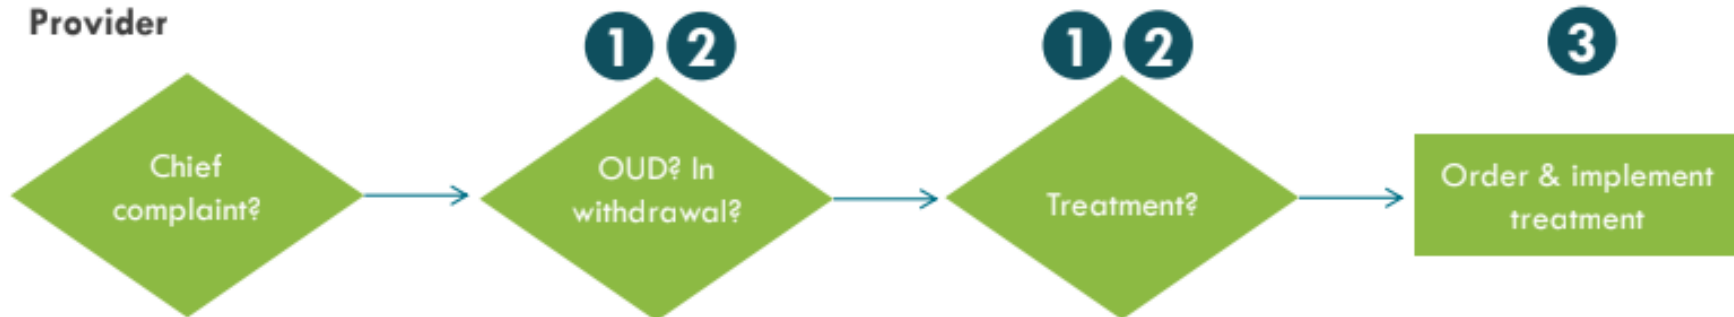 Provider
1 2
1 2
3
Chief
complaint?
OUD? In
withdrawal?
Treatment?
Order & implement
treatment